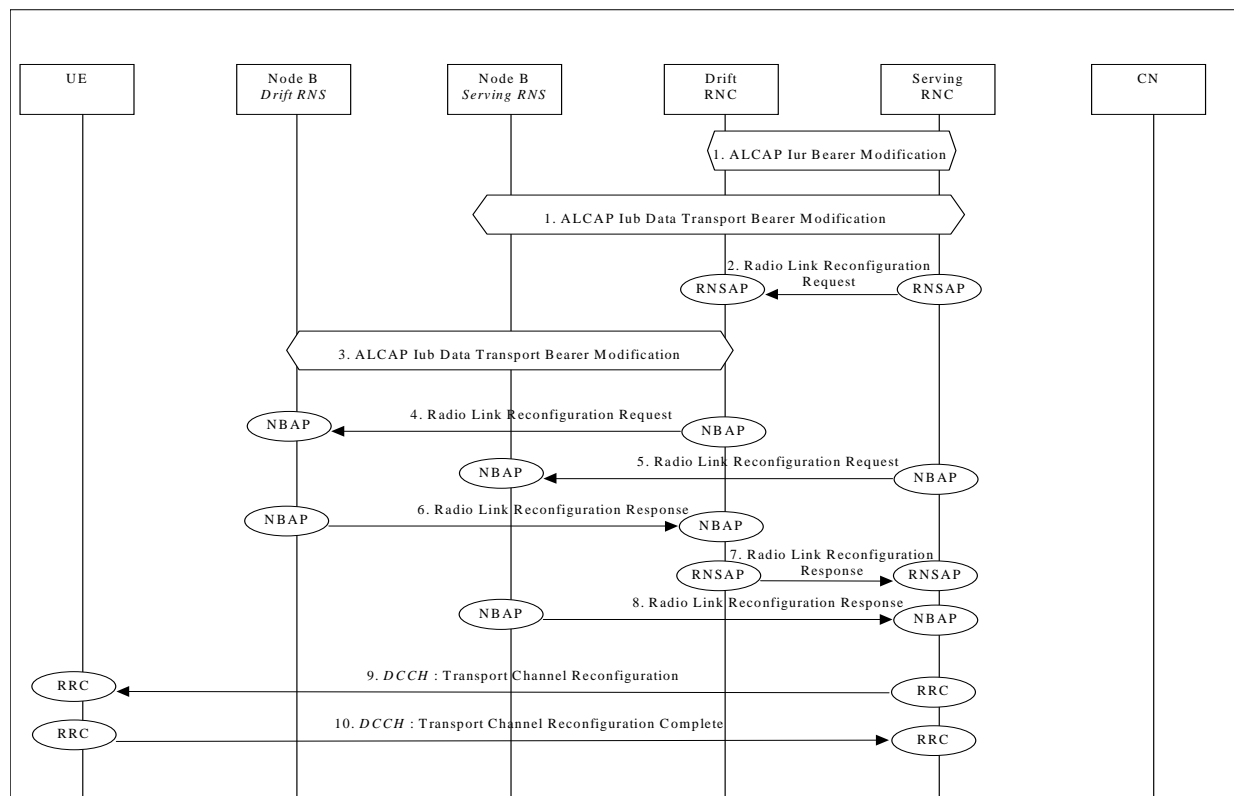 UE
Node B
Drift RNS
Node B
Serving RNS
Drift
RNC
Serving
RNC
CN
1. ALCAP Iur Bearer Modification
1. ALCAP Iub Data Transport Bearer Modification
2. Radio Link Reconfiguration
Request
RNSAP
RNSAP
3. ALCAP Iub Data Transport Bearer Modification
4. Radio Link Reconfiguration Request
NBAP
NBAP
5. Radio Link Reconfiguration Request
NBAP
NBAP
6. Radio Link Reconfiguration Response
NBAP
NBAP
7. Radio Link Reconfiguration
Response
RNSAP
RNSAP
8. Radio Link Reconfiguration Response
NBAP
NBAP
9. DCCH : Transport Channel Reconfiguration
RRC
RRC
10. DCCH : Transport Channel Reconfiguration Complete
RRC
RRC